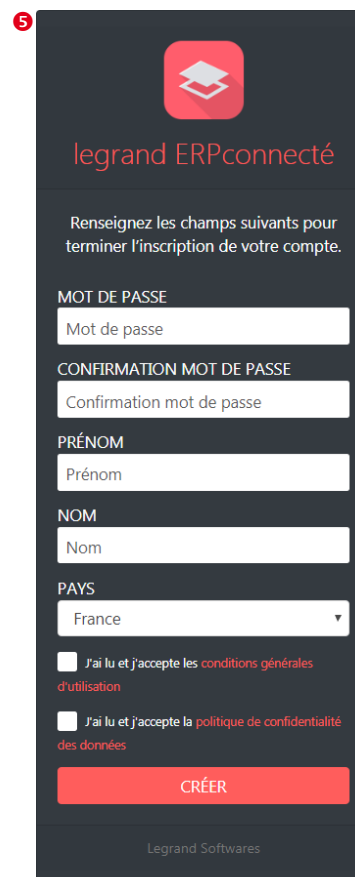 5
legrand ERPconnecté
Renseignez les champs suivants pour
terminer l'inscription de votre compte.
MOT DE PASSE
Mot de passe
CONFIRMATION MOT DE PASSE
Confirmation mot de passe
PRÉNOM
Prénom
NOM
Nom
PAYS
France
J'ai lu et j'accepte les conditions générales
d'utilisation
J'ai lu et j'accepte la politique de confidentialité
des données
CRÉER
Legrand Softwares